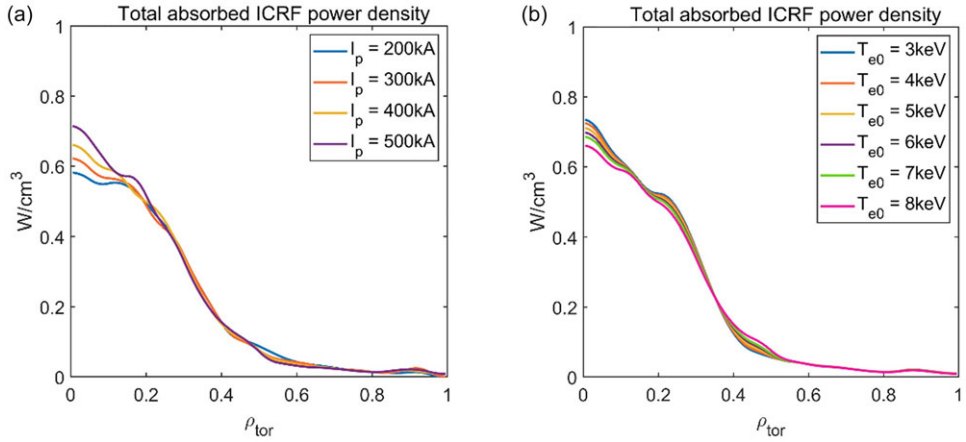 (a)
Total absorbed ICRF power density
I_p = 200kA
I_p = 300kA
I_p = 400kA
I_p = 500kA
W/cm³
1
0.8
0.6
0.4
0.2
0
0
0.2
0.4
0.6
0.8
1
ρ_tor
(b)
Total absorbed ICRF power density
T_e0 = 3keV
T_e0 = 4keV
T_e0 = 5keV
T_e0 = 6keV
T_e0 = 7keV
T_e0 = 8keV
W/cm³
1
0.8
0.6
0.4
0.2
0
0
0.2
0.4
0.6
0.8
1
ρ_tor